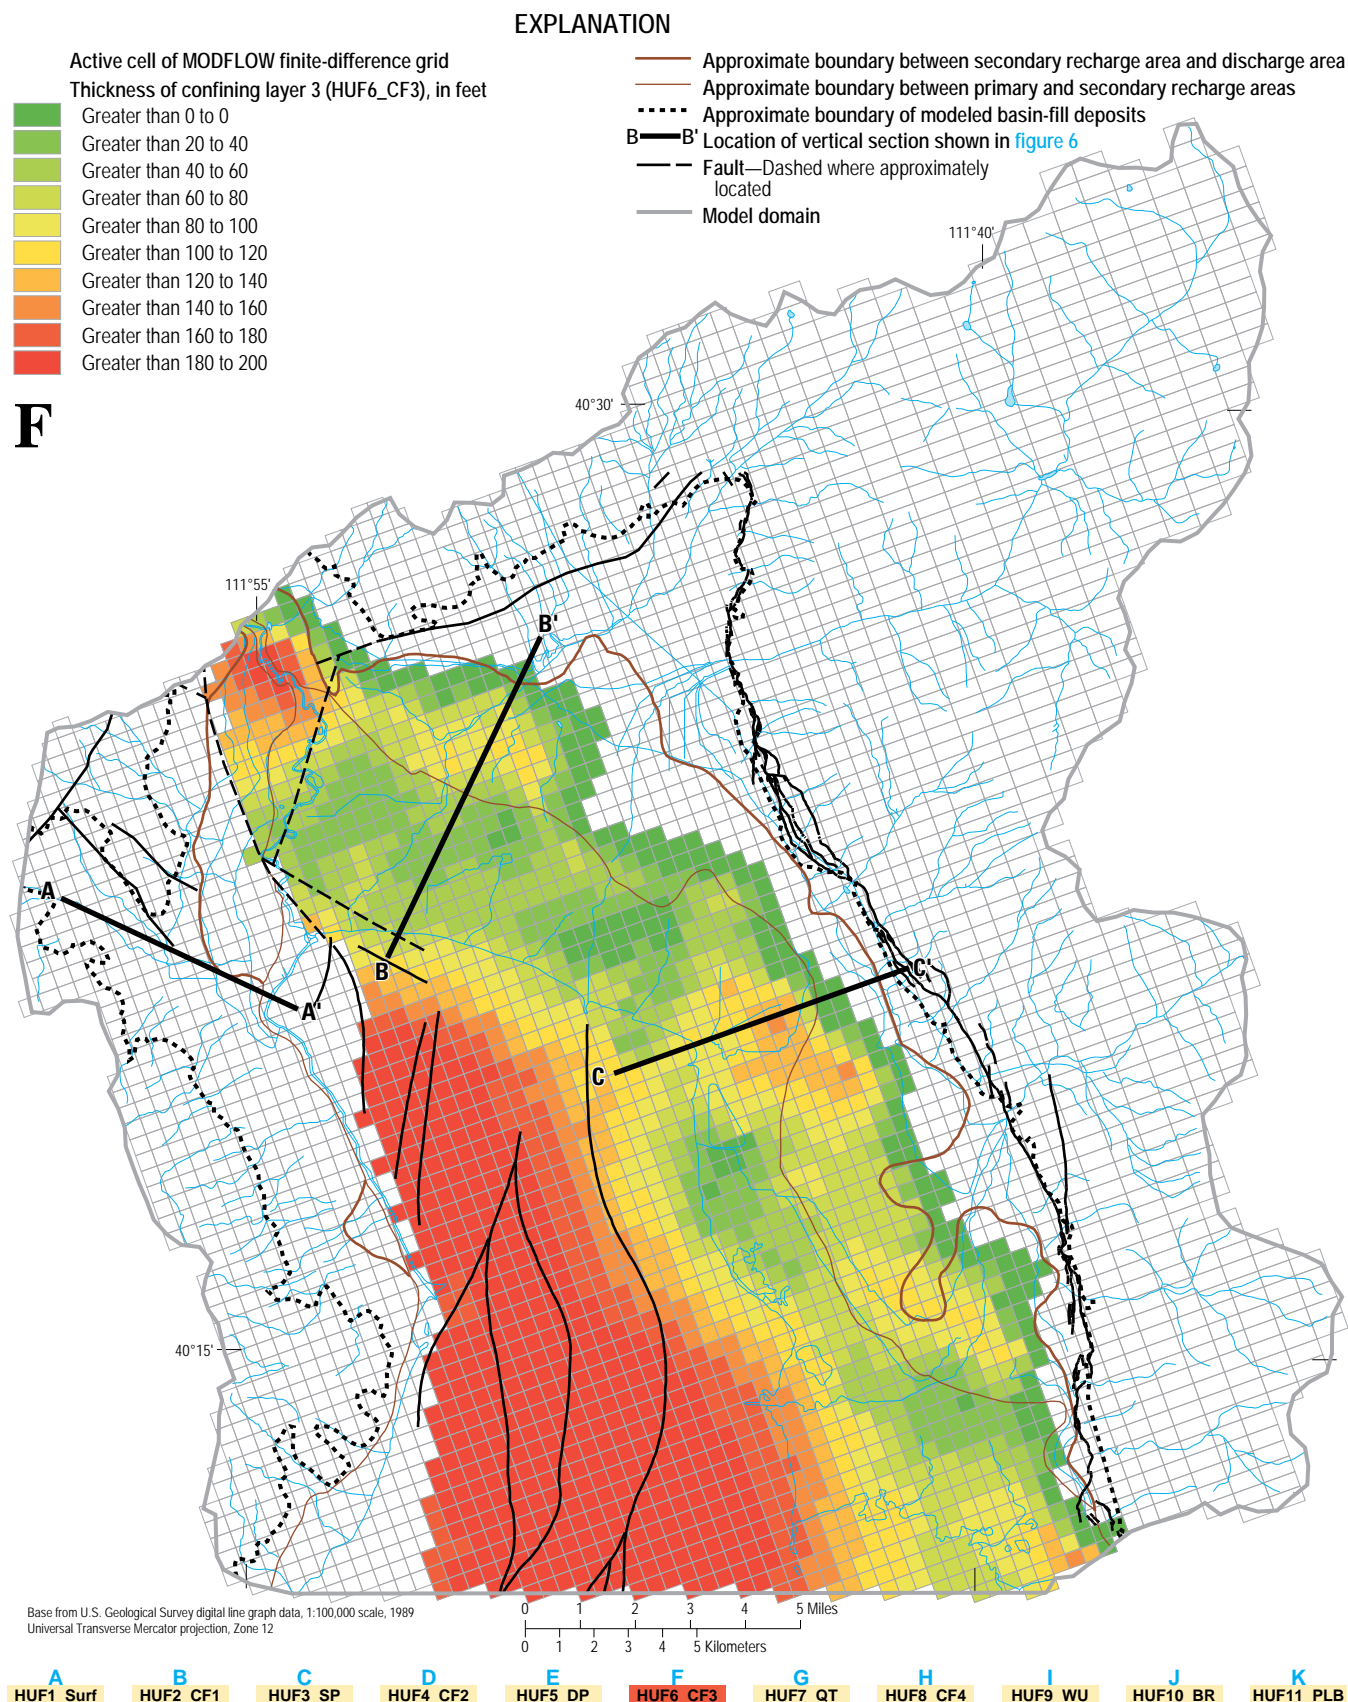 EXPLANATION
Active cell of MODFLOW finite-difference grid
Thickness of confining layer 3 (HUF6_CF3), in feet
Greater than 0 to 0
Greater than 20 to 40
Greater than 40 to 60
Greater than 60 to 80
Greater than 80 to 100
Greater than 100 to 120
Greater than 120 to 140
Greater than 140 to 160
Greater than 160 to 180
Greater than 180 to 200
Approximate boundary between secondary recharge area and discharge area
Approximate boundary between primary and secondary recharge areas
Approximate boundary of modeled basin-fill deposits
B B' Location of vertical section shown in figure 6
Fault—Dashed where approximately
located
Model domain
F
111°40'
40°30'
111°55'
B'
A
C'
B
A'
C
40°15'
Base from U.S. Geological Survey digital line graph data, 1:100,000 scale, 1989
Universal Transverse Mercator projection, Zone 12
0 1 2 3 4 5 Miles
0 1 2 3 4 5 Kilometers
A B C D E F G H I J K
HUF1_Surf HUF2_CF1 HUF3_SP HUF4_CF2 HUF5_DP HUF6_CF3 HUF7_QT HUF8_CF4 HUF9_WU HUF10_BR HUF11_PLB